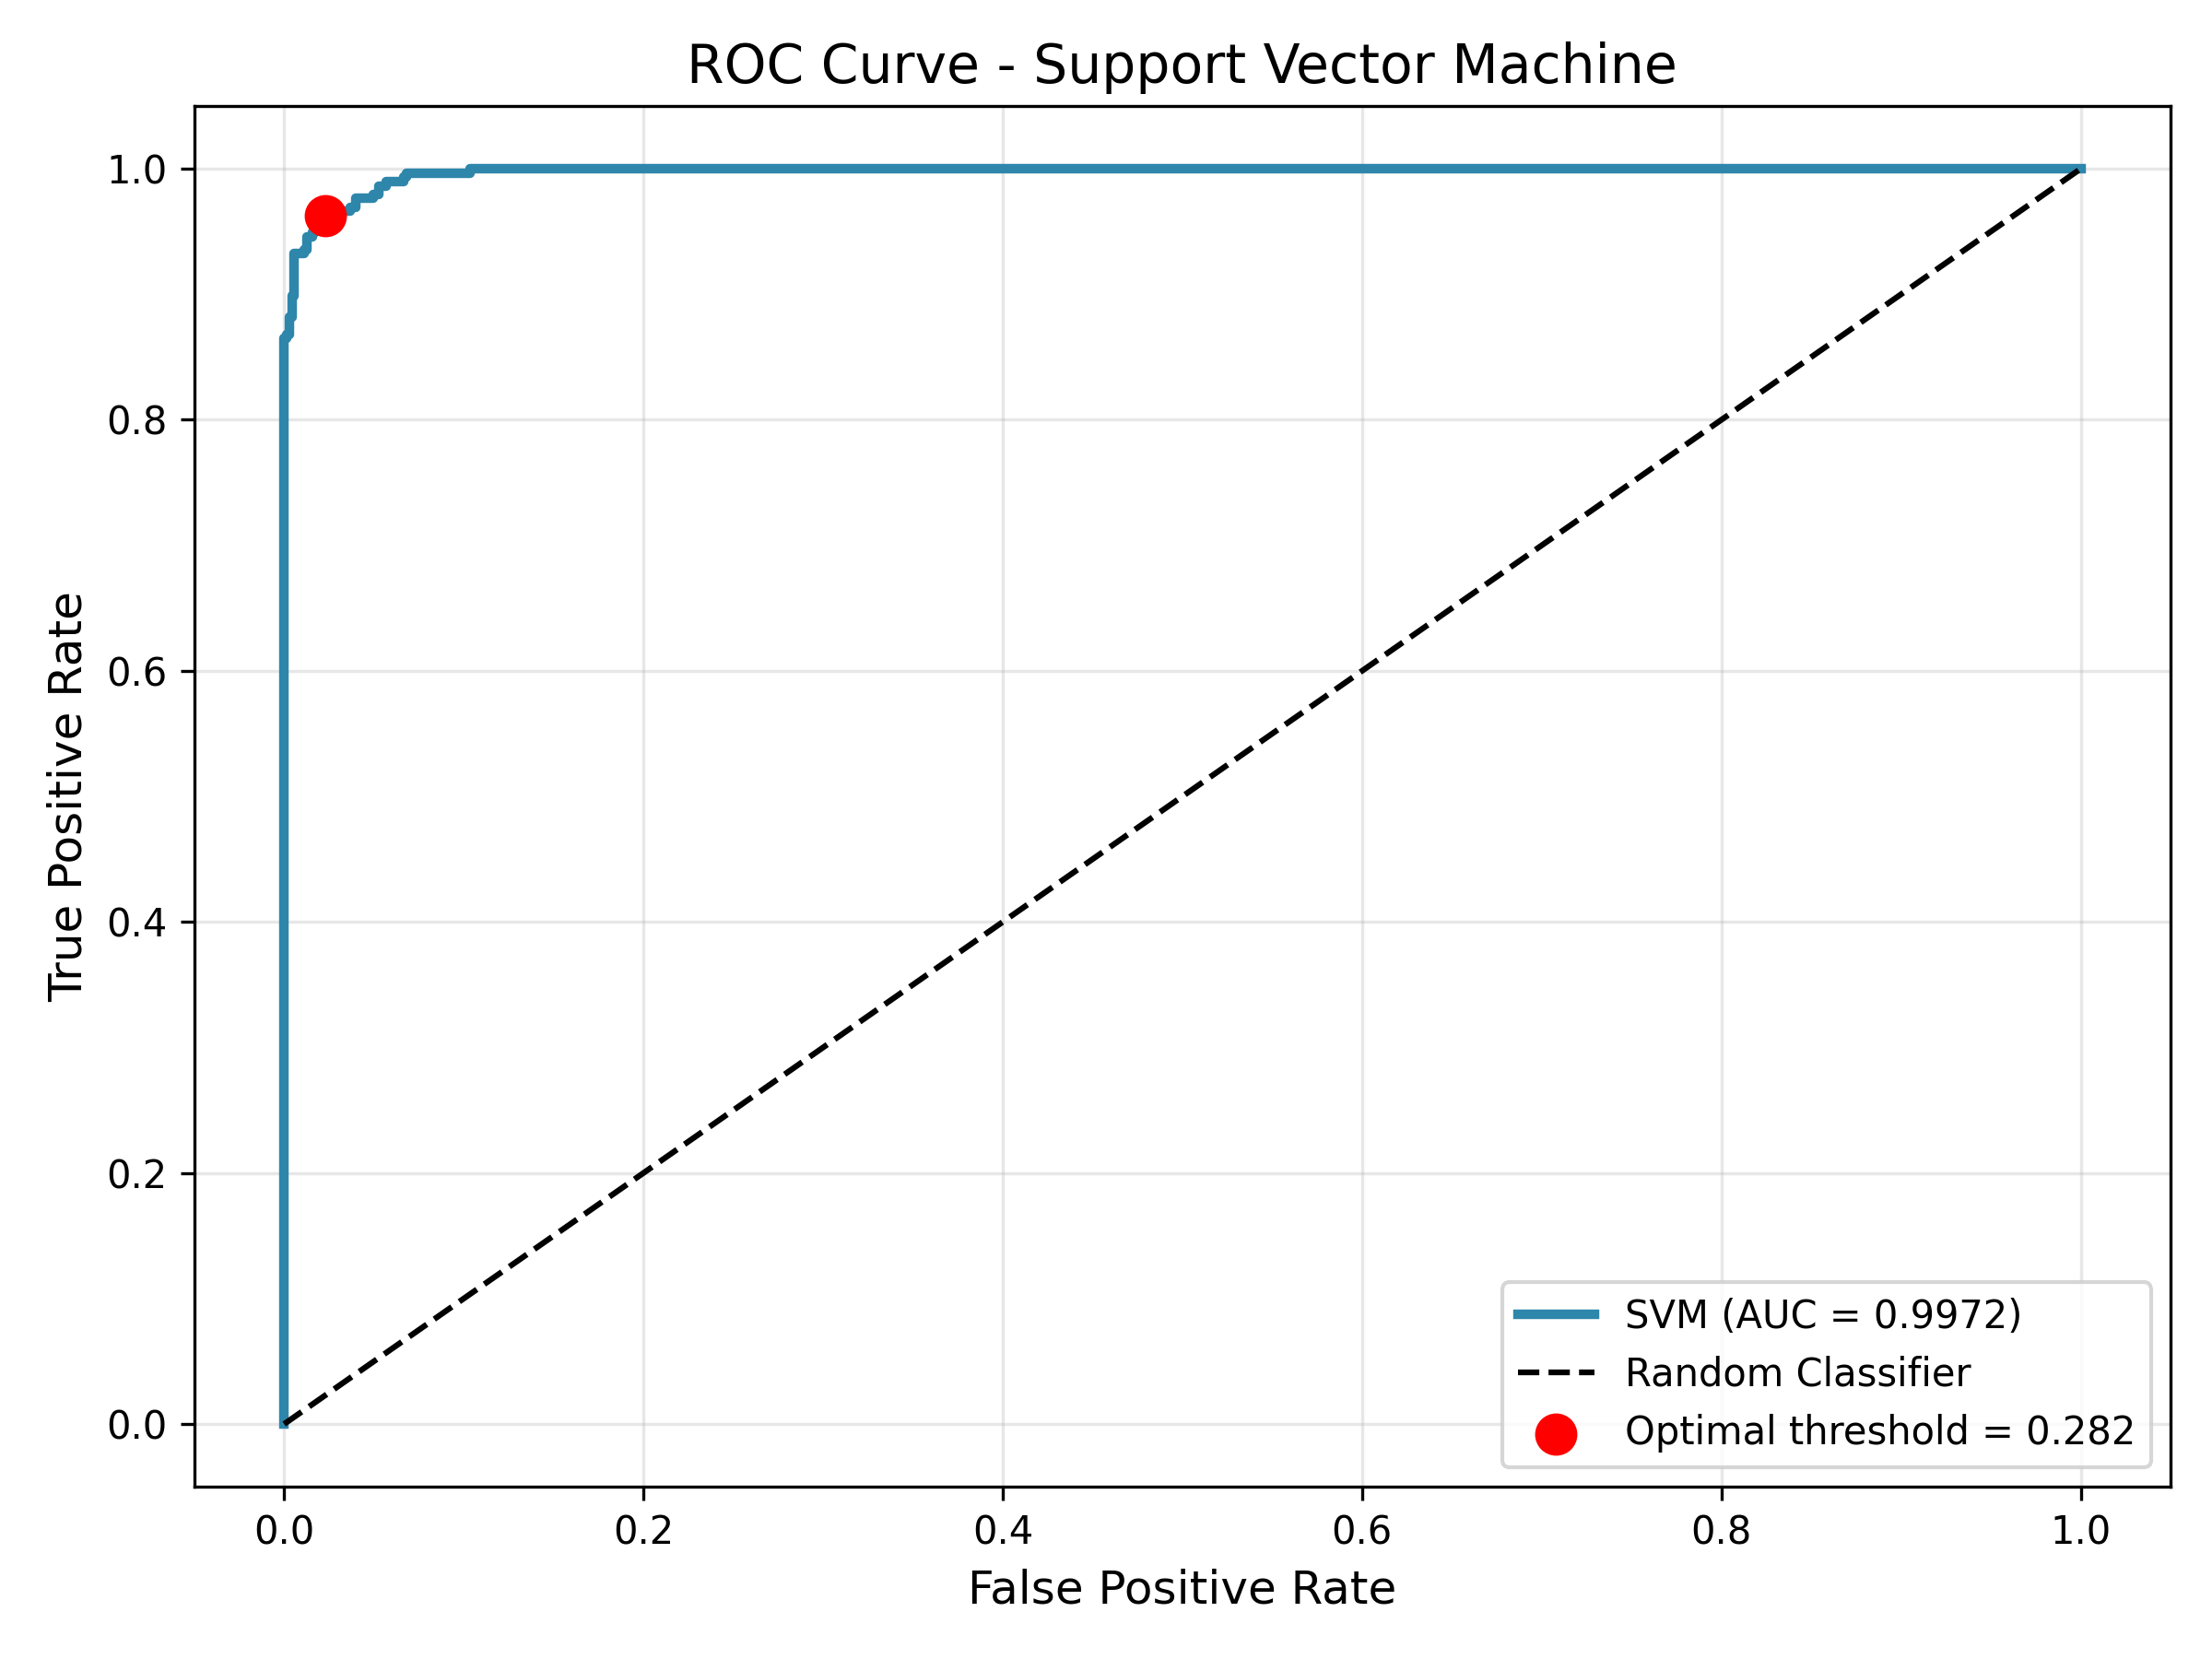 ROC Curve - Support Vector Machine
True Positive Rate
1.0
0.8
0.6
0.4
0.2
0.0
0.0 0.2 0.4 0.6 0.8 1.0
False Positive Rate
SVM (AUC = 0.9972)
Random Classifier
Optimal threshold = 0.282